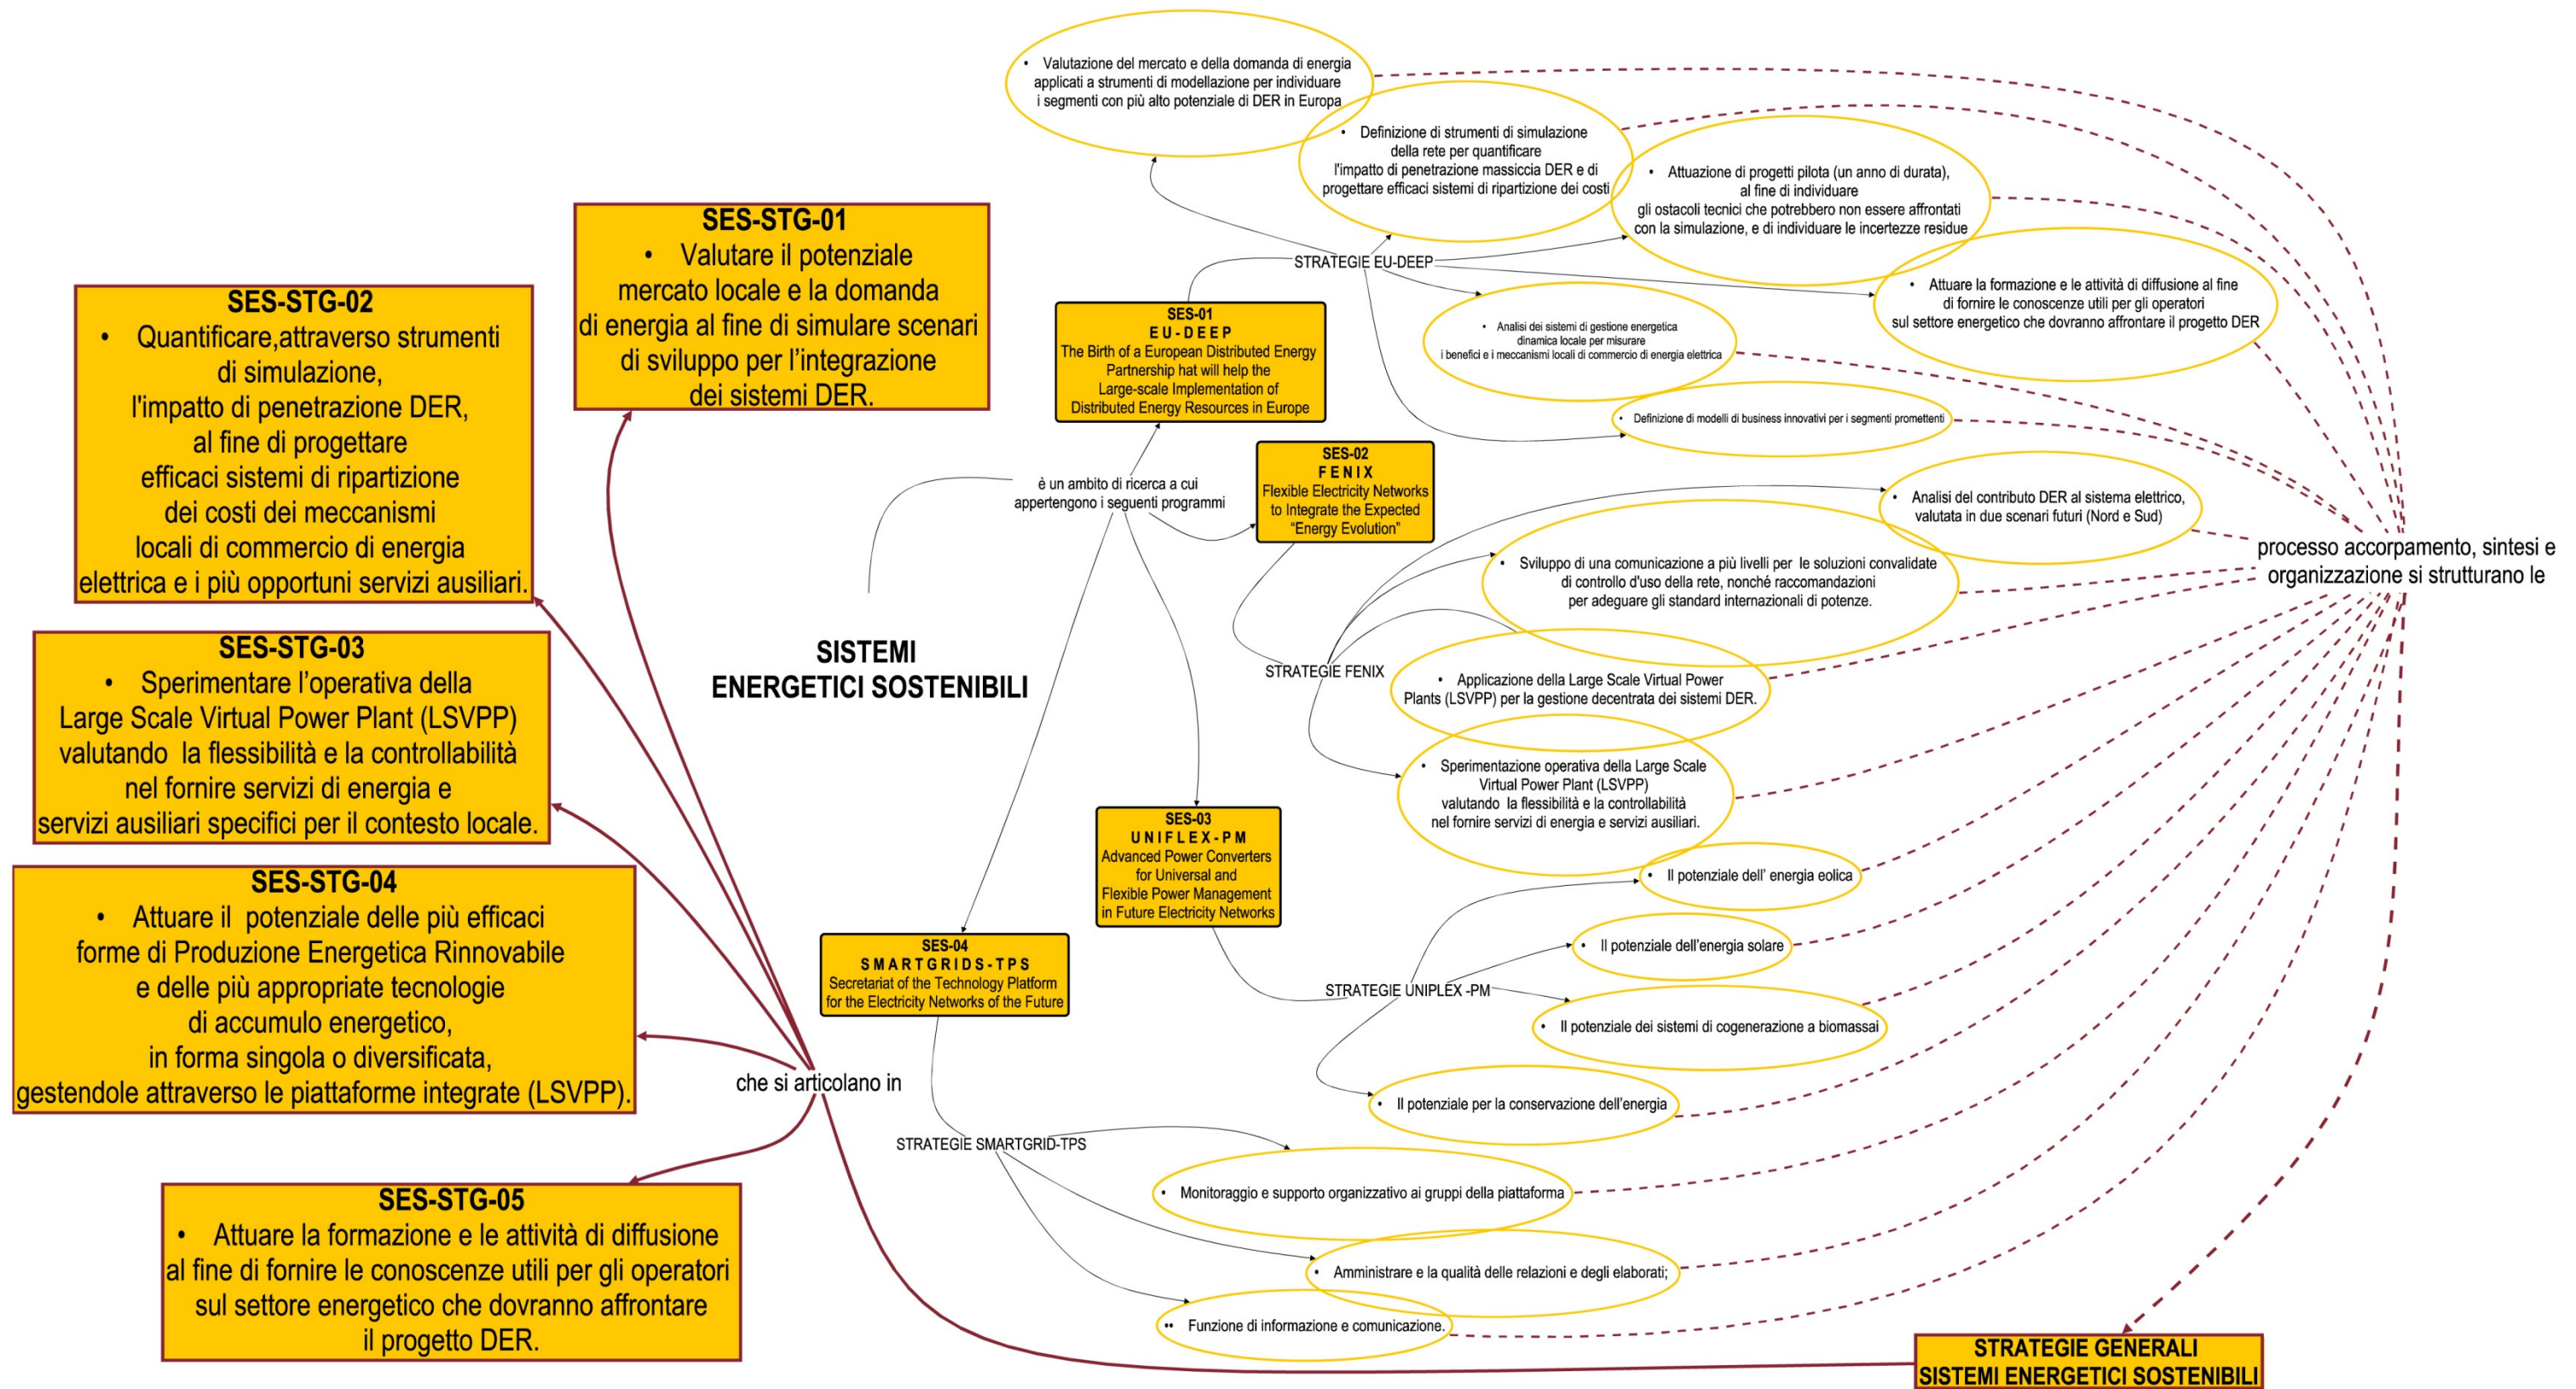 • Valutazione del mercato e della domanda di energia
applicati a strumenti di modellazione per individuare
i segmenti con più alto potenziale di DER in Europa
• Definizione di strumenti di simulazione
della rete per quantificare
l'impatto di penetrazione massiccia DER e di
progettare efficaci sistemi di ripartizione dei costi
• Attuazione di progetti pilota (un anno di durata),
al fine di individuare
gli ostacoli tecnici che potrebbero non essere affrontati
con la simulazione, e di individuare le incertezze residue
• Attuare la formazione e le attività di diffusione al fine
di fornire le conoscenze utili per gli operatori
sul settore energetico che dovranno affrontare il progetto DER
STRATEGIE EU-DEEP
• Analisi dei sistemi di gestione energetica
dinamica locale per misurare
i benefici e i meccanismi locali di commercio di energia elettrica
• Definizione di modelli di business innovativi per i segmenti promettenti
SES-STG-01
• Valutare il potenziale
mercato locale e la domanda
di energia al fine di simulare scenari
di sviluppo per l'integrazione
dei sistemi DER.
SES-STG-02
• Quantificare,attraverso strumenti
di simulazione,
l'impatto di penetrazione DER,
al fine di progettare
efficaci sistemi di ripartizione
dei costi dei meccanismi
locali di commercio di energia
elettrica e i più opportuni servizi ausiliari.
SES-01
EU-DEEP
The Birth of a European Distributed Energy
Partnership hat will help the
Large-scale Implementation of
Distributed Energy Resources in Europe
è un ambito di ricerca a cui
appertengono i seguenti programmi
SES-02
FENIX
Flexible Electricity Networks
to Integrate the Expected
“Energy Evolution”
• Analisi del contributo DER al sistema elettrico,
valutata in due scenari futuri (Nord e Sud)
• Sviluppo di una comunicazione a più livelli per le soluzioni convalidate
di controllo d'uso della rete, nonché raccomandazioni
per adeguare gli standard internazionali di potenze.
processo accorpamento, sintesi e
organizzazione si strutturano le
SISTEMI
ENERGETICI SOSTENIBILI
STRATEGIE FENIX
• Applicazione della Large Scale Virtual Power
Plants (LSVPP) per la gestione decentrata dei sistemi DER.
• Sperimentazione operativa della Large Scale
Virtual Power Plant (LSVPP)
valutando la flessibilità e la controllabilità
nel fornire servizi di energia e servizi ausiliari.
SES-STG-03
• Sperimentare l'operativa della
Large Scale Virtual Power Plant (LSVPP)
valutando la flessibilità e la controllabilità
nel fornire servizi di energia e
servizi ausiliari specifici per il contesto locale.
SES-03
UNIFLEX-PM
Advanced Power Converters
for Universal and
Flexible Power Management
in Future Electricity Networks
• Il potenziale dell' energia eolica
• Il potenziale dell'energia solare
STRATEGIE UNIPLEX -PM
• Il potenziale dei sistemi di cogenerazione a biomassai
• Il potenziale per la conservazione dell'energia
SES-STG-04
• Attuare il potenziale delle più efficaci
forme di Produzione Energetica Rinnovabile
e delle più appropriate tecnologie
di accumulo energetico,
in forma singola o diversificata,
gestendole attraverso le piattaforme integrate (LSVPP).
SES-04
SMARTGRIDS-TPS
Secretariat of the Technology Platform
for the Electricity Networks of the Future
che si articolano in
STRATEGIE SMARTGRID-TPS
• Monitoraggio e supporto organizzativo ai gruppi della piattaforma
• Amministrare e la qualità delle relazioni e degli elaborati;
•• Funzione di informazione e comunicazione.
SES-STG-05
• Attuare la formazione e le attività di diffusione
al fine di fornire le conoscenze utili per gli operatori
sul settore energetico che dovranno affrontare
il progetto DER.
STRATEGIE GENERALI
SISTEMI ENERGETICI SOSTENIBILI